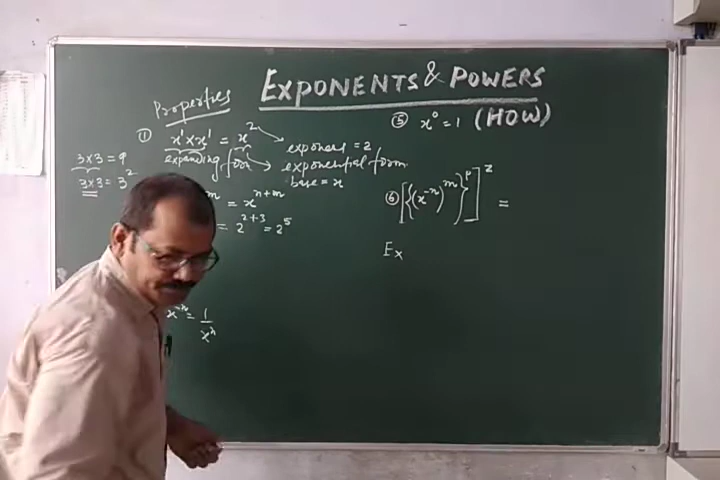 EXPONENTS & POWERS
Properties
① x¹ × x¹ = x² exponent = 2
expanding form exponential form
base = x
3×3 = 9
3×3 = 3²
m = x^{n+m}
= 2^{2+3} = 2⁵
x^{-n} = 1/x^n
⑤ x⁰ = 1 (HOW)
⑥ [{(x^{-n})^m}^p]^z =
Ex